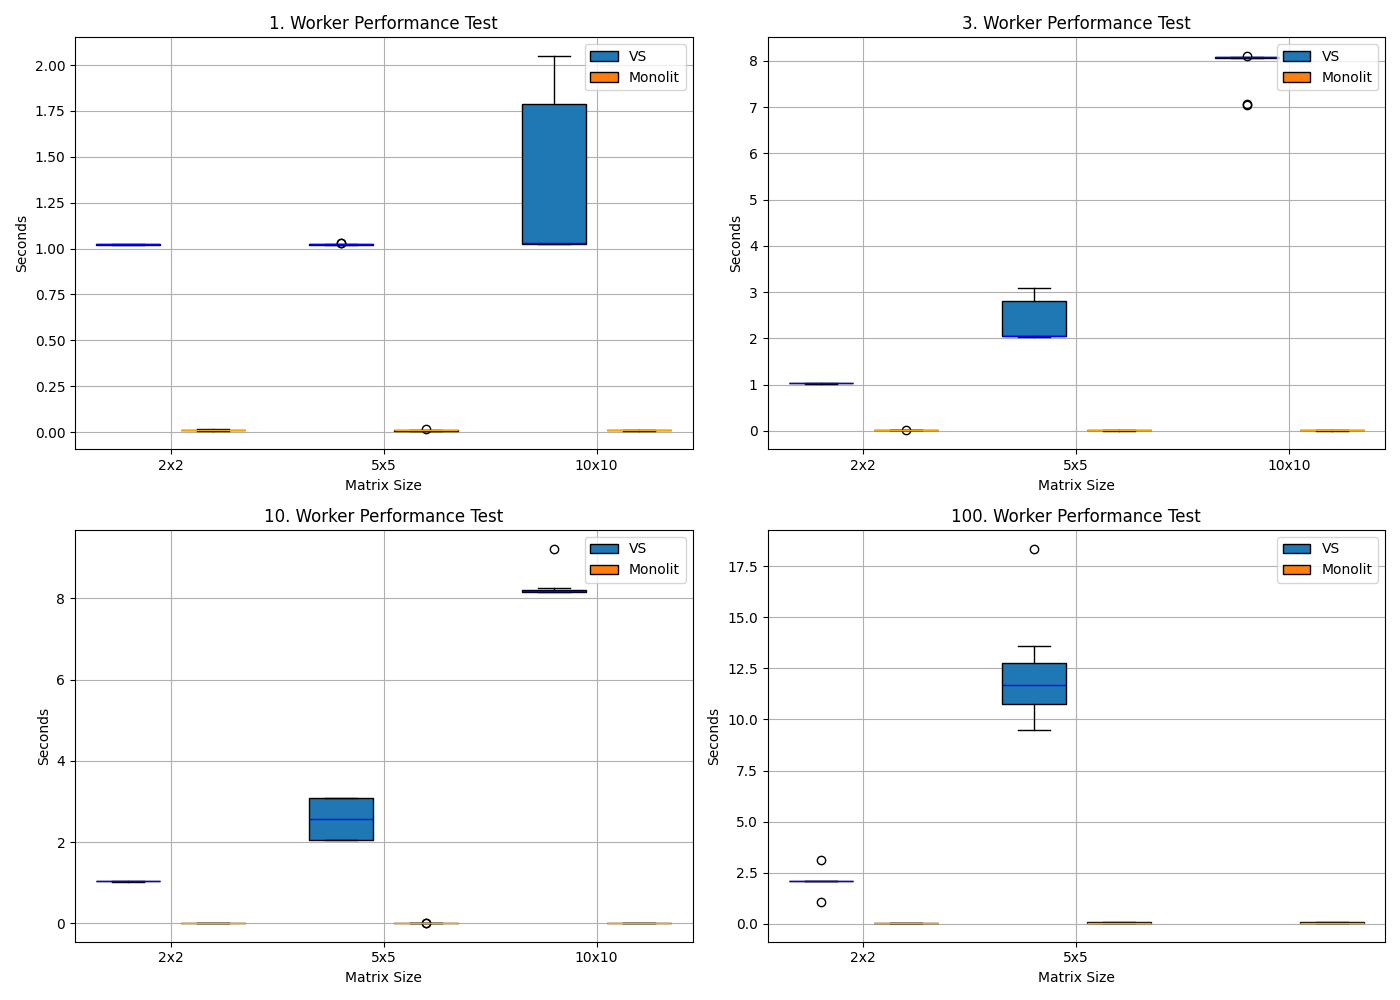 1. Worker Performance Test
VS
Monolit
2.00
1.75
1.50
1.25
1.00
0.75
0.50
0.25
0.00
Seconds
2x2
5x5
10x10
Matrix Size
3. Worker Performance Test
VS
Monolit
8
7
6
5
4
3
2
1
0
Seconds
2x2
5x5
10x10
Matrix Size
10. Worker Performance Test
VS
Monolit
8
6
4
2
0
Seconds
2x2
5x5
10x10
Matrix Size
100. Worker Performance Test
VS
Monolit
17.5
15.0
12.5
10.0
7.5
5.0
2.5
0.0
Seconds
2x2
5x5
Matrix Size